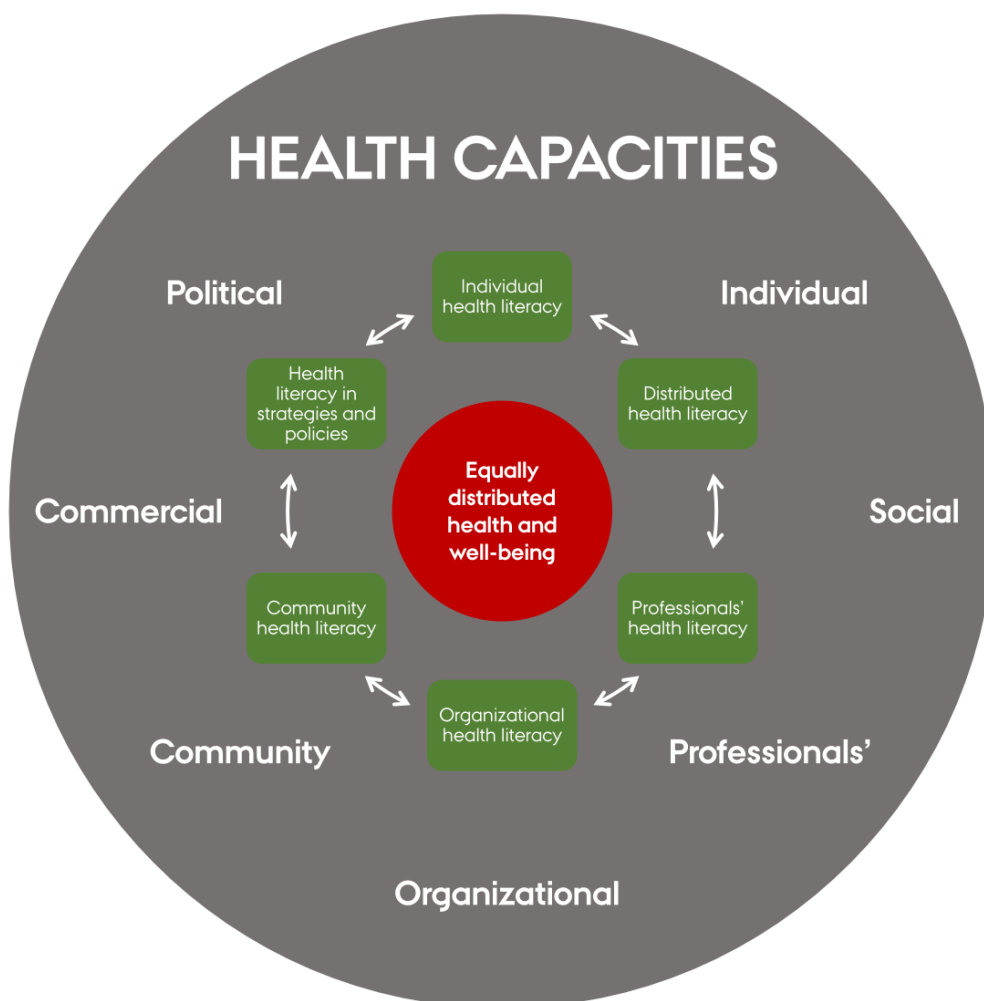 HEALTH CAPACITIES
Political
Individual
health literacy
Individual
Health
literacy in
strategies and
policies
Distributed
health literacy
Commercial
Equally
distributed
health and
well-being
Social
Community
health literacy
Professionals’
health literacy
Community
Organizational
health literacy
Professionals’
Organizational